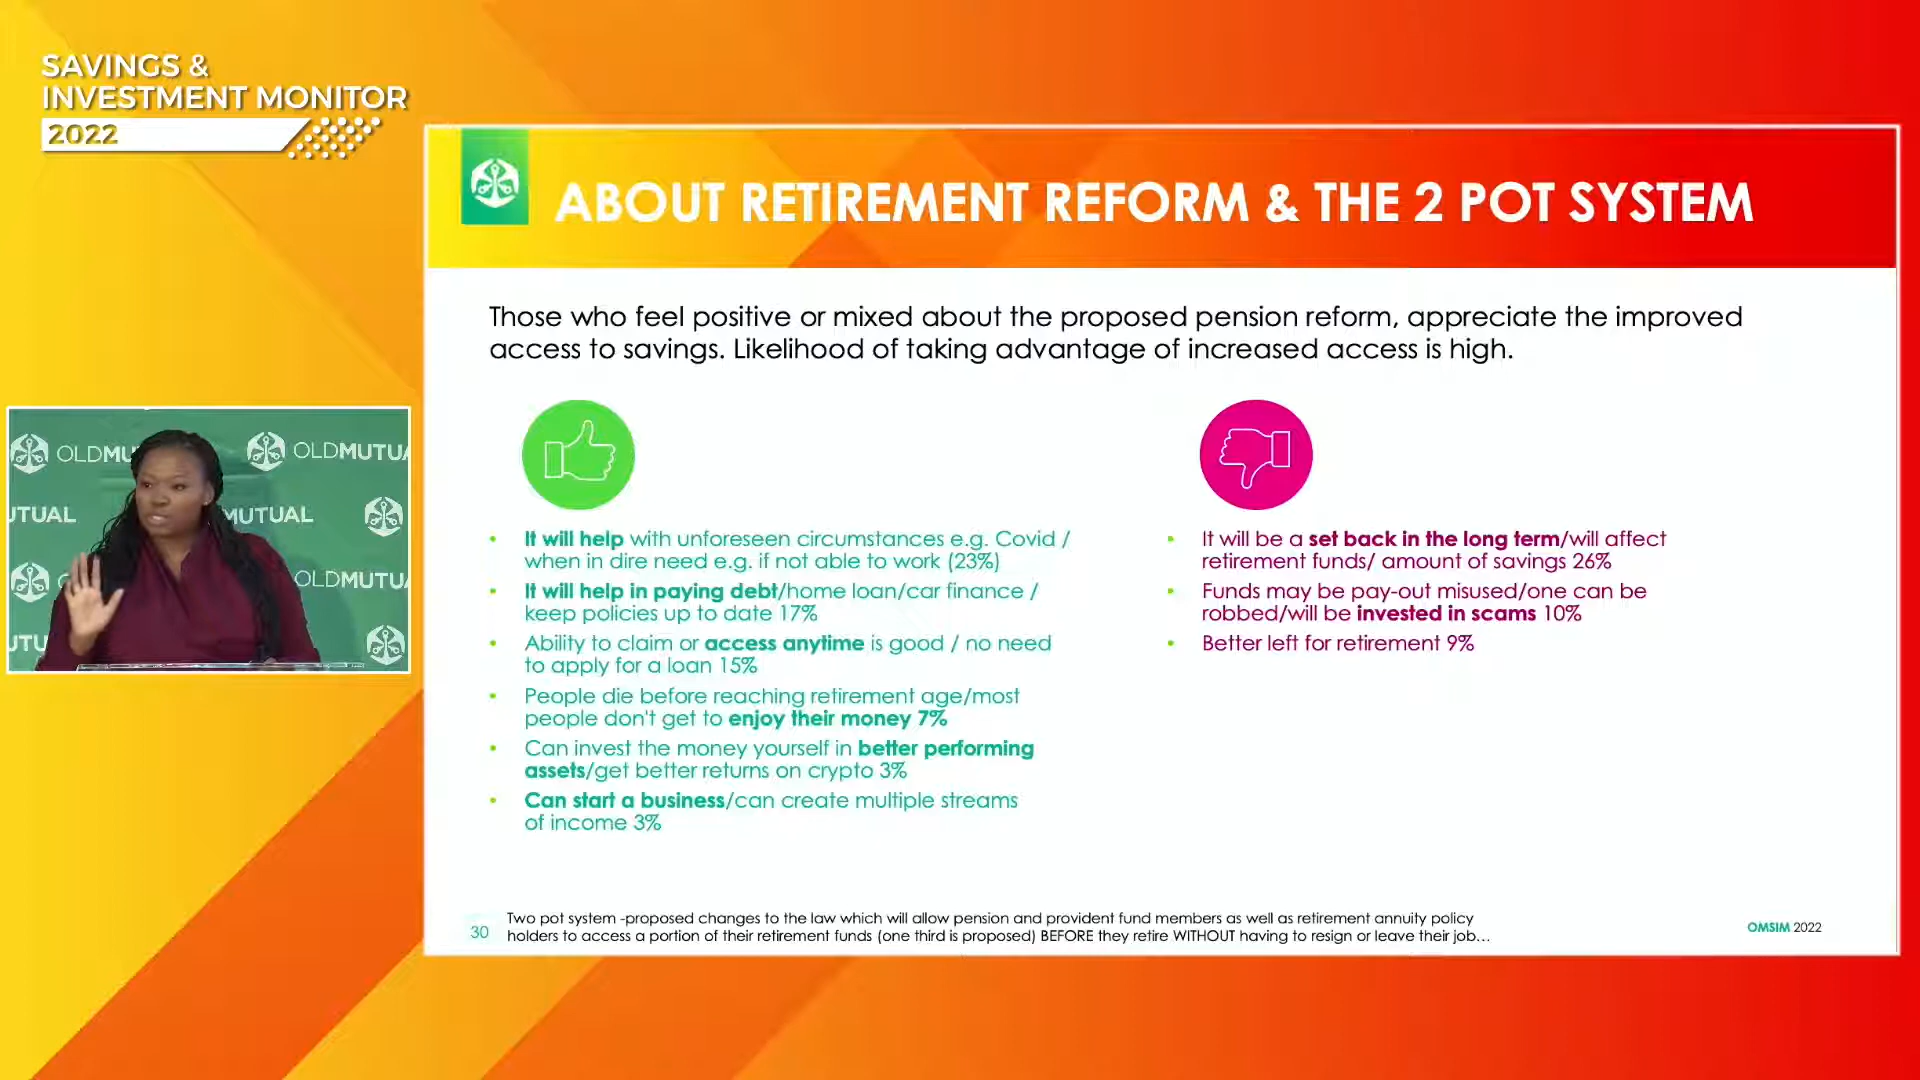 SAVINGS &
INVESTMENT MONITOR
2022
ABOUT RETIREMENT REFORM & THE 2 POT SYSTEM
Those who feel positive or mixed about the proposed pension reform, appreciate the improved
access to savings. Likelihood of taking advantage of increased access is high.
• It will help with unforeseen circumstances e.g. Covid /
when in dire need e.g. if not able to work (23%)
• It will help in paying debt/home loan/car finance /
keep policies up to date 17%
• Ability to claim or access anytime is good / no need
to apply for a loan 15%
• People die before reaching retirement age/most
people don't get to enjoy their money 7%
• Can invest the money yourself in better performing
assets/get better returns on crypto 3%
• Can start a business/can create multiple streams
of income 3%
• It will be a set back in the long term/will affect
retirement funds/ amount of savings 26%
• Funds may be pay-out misused/one can be
robbed/will be invested in scams 10%
• Better left for retirement 9%
30
Two pot system -proposed changes to the law which will allow pension and provident fund members as well as retirement annuity policy
holders to access a portion of their retirement funds (one third is proposed) BEFORE they retire WITHOUT having to resign or leave their job...
OMSIM 2022
OLDMU
OLDMUTUA
UTUAL
MUTUAL
OLDMUTUA
UTU